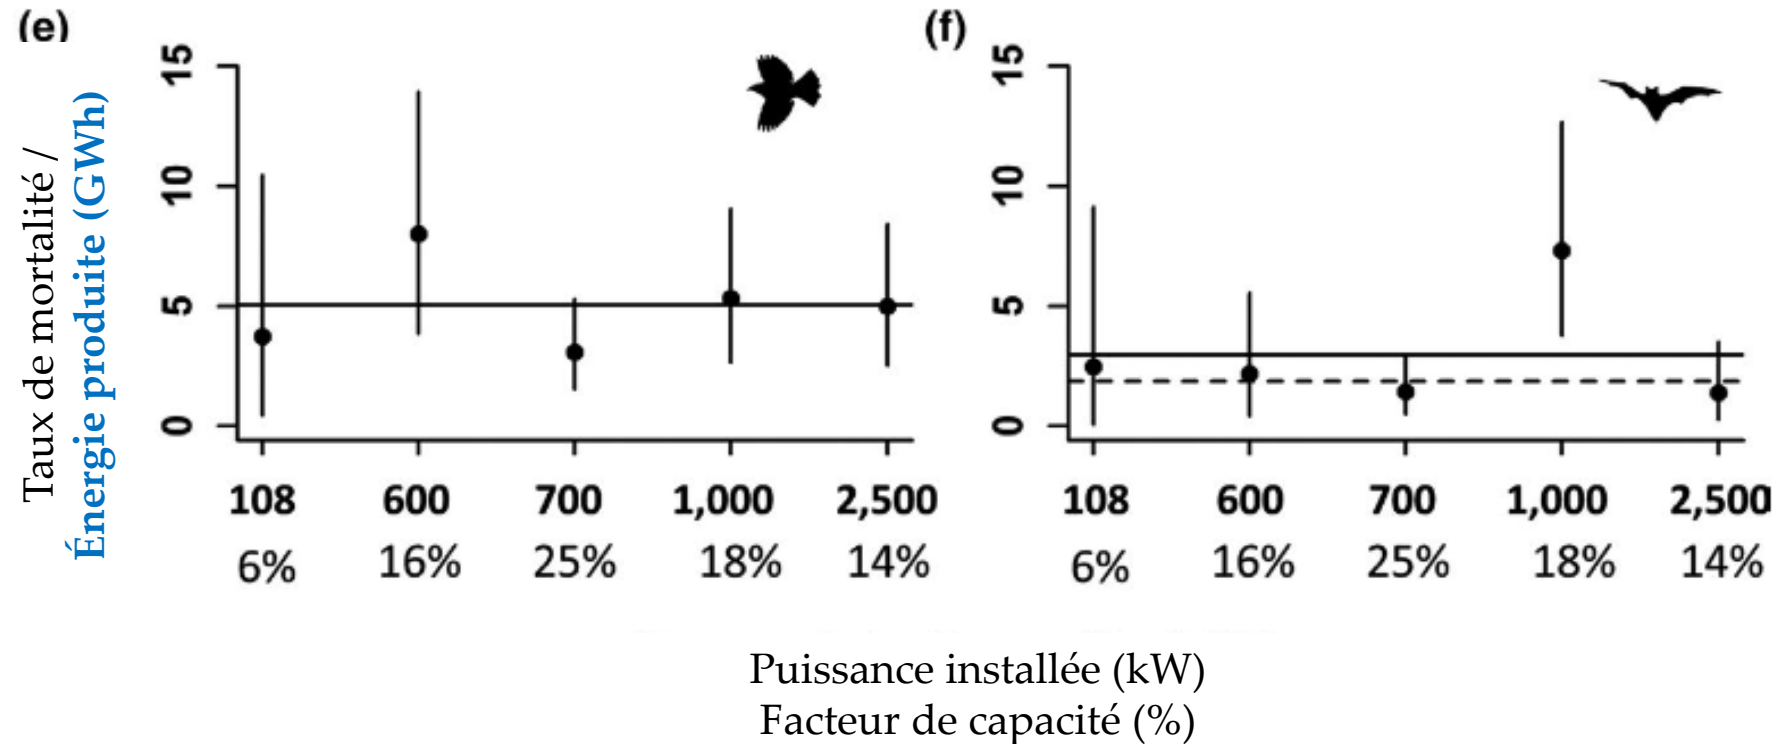 (e)
(f)
Taux de mortalité /
Énergie produite (GWh)
15
10
5
0
15
10
5
0
108 600 700 1,000 2,500
6% 16% 25% 18% 14%
108 600 700 1,000 2,500
6% 16% 25% 18% 14%
Puissance installée (kW)
Facteur de capacité (%)